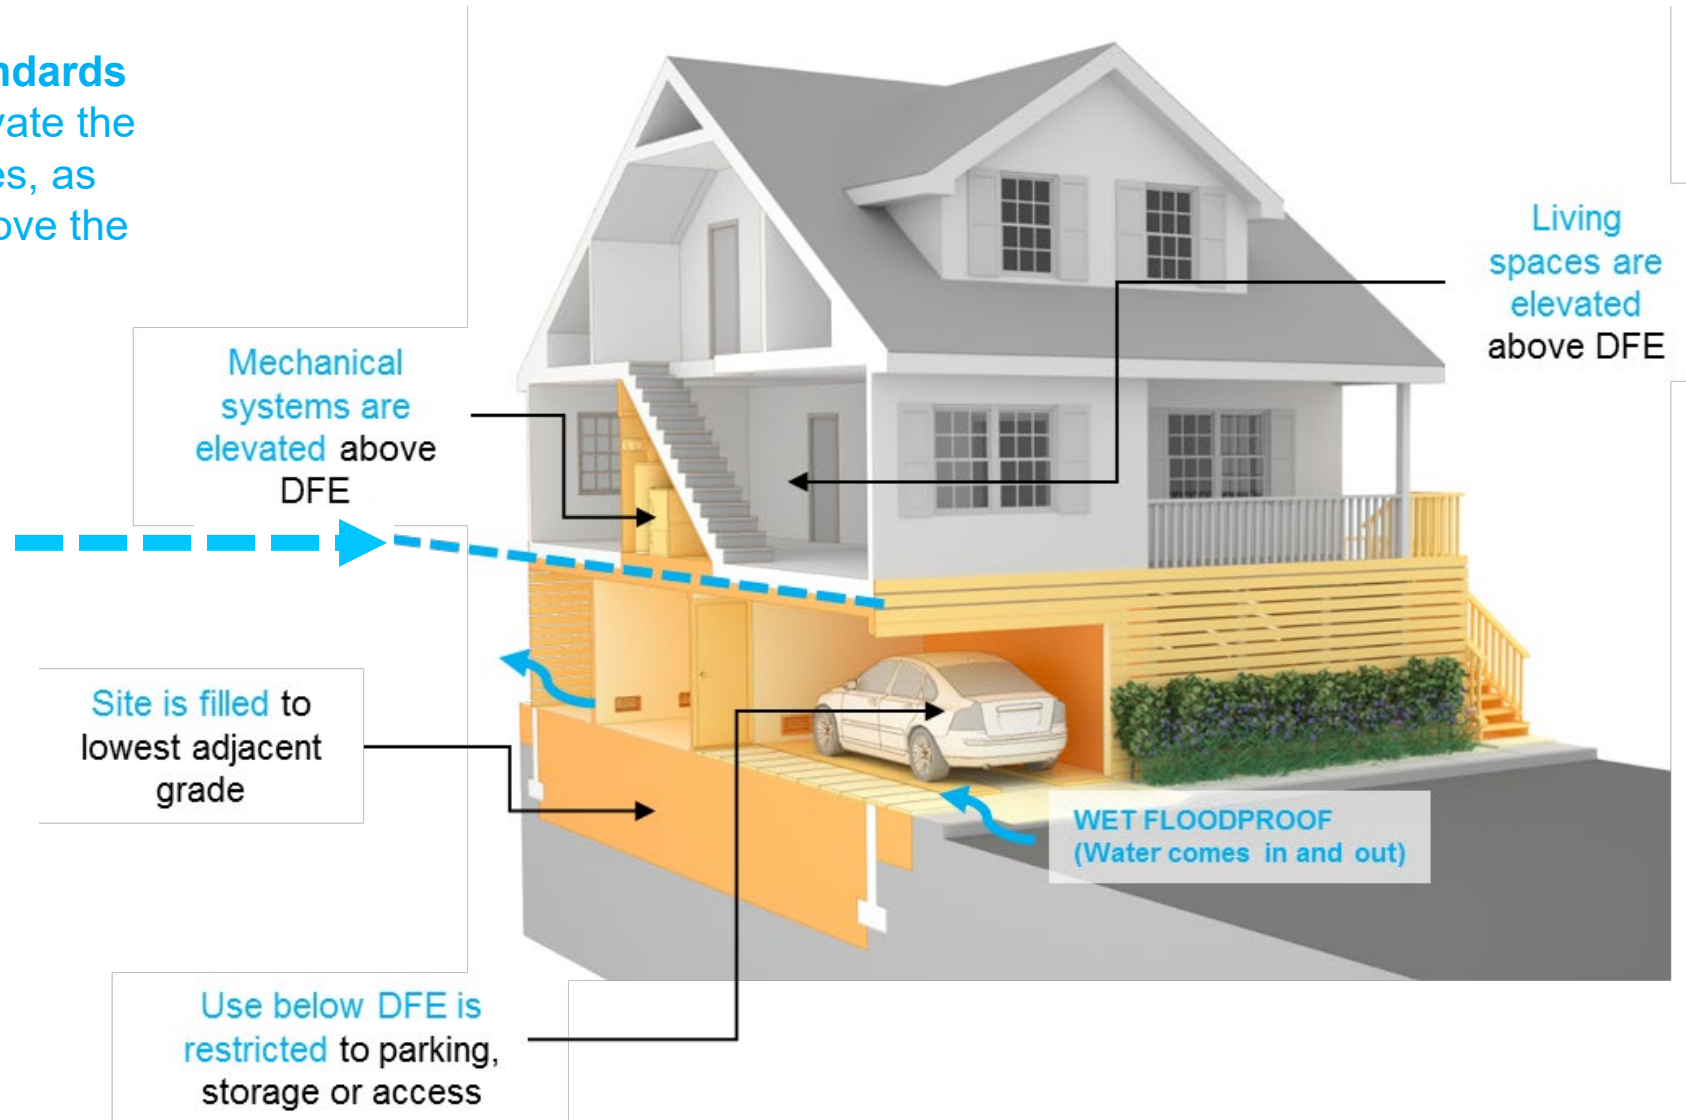 ndards
vate the
es, as
ove the
Living
spaces are
elevated
above DFE
Mechanical
systems are
elevated above
DFE
Site is filled to
lowest adjacent
grade
WET FLOODPROOF
(Water comes in and out)
Use below DFE is
restricted to parking,
storage or access